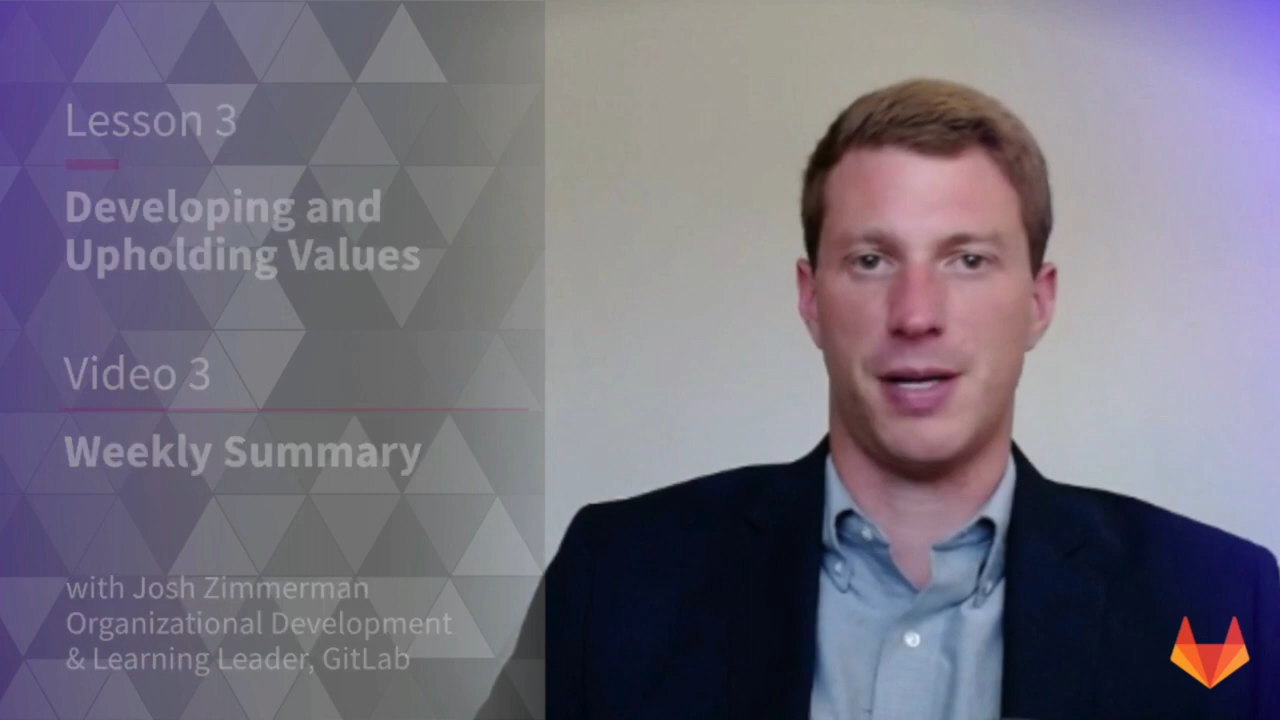 Lesson 3
Developing and
Upholding Values
Video 3
Weekly Summary
with Josh Zimmerman
Organizational Development
& Learning Leader, GitLab